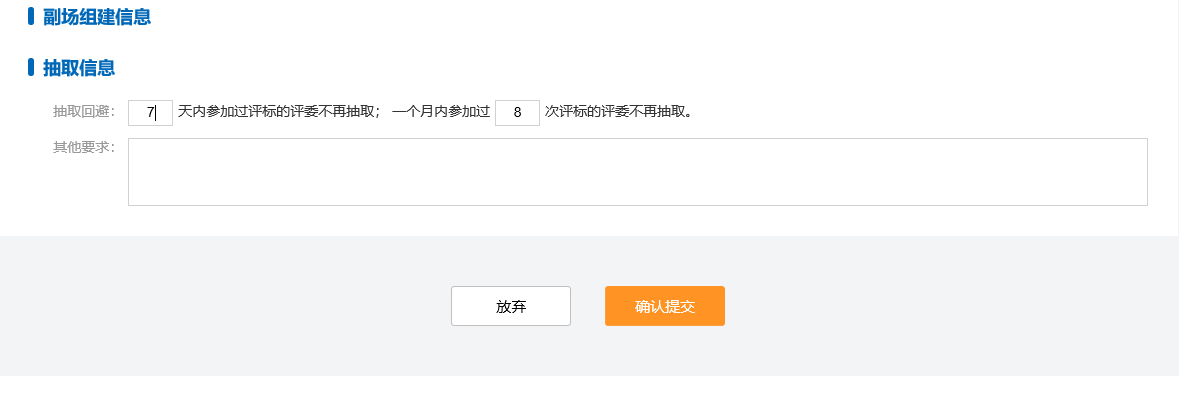 副场组建信息
抽取信息
抽取回避： 7 天内参加过评标的评委不再抽取； 一个月内参加过 8 次评标的评委不再抽取。
其他要求：
放弃 确认提交